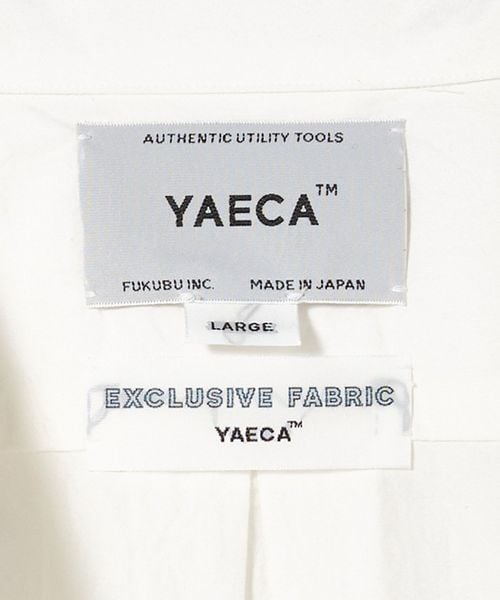 AUTHENTIC UTILITY TOOLS
YAECA™
FUKUBU INC. MADE IN JAPAN
LARGE
EXCLUSIVE FABRIC
YAECA™